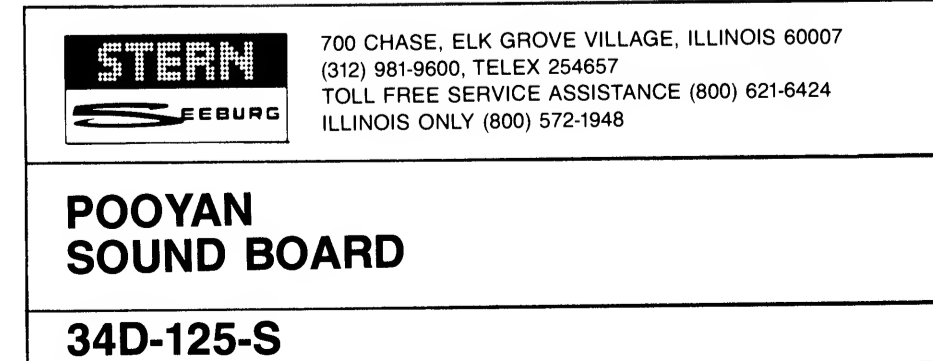 STERN
SEEBURG
700 CHASE, ELK GROVE VILLAGE, ILLINOIS 60007
(312) 981-9600, TELEX 254657
TOLL FREE SERVICE ASSISTANCE (800) 621-6424
ILLINOIS ONLY (800) 572-1948
POOYAN
SOUND BOARD
34D-125-S